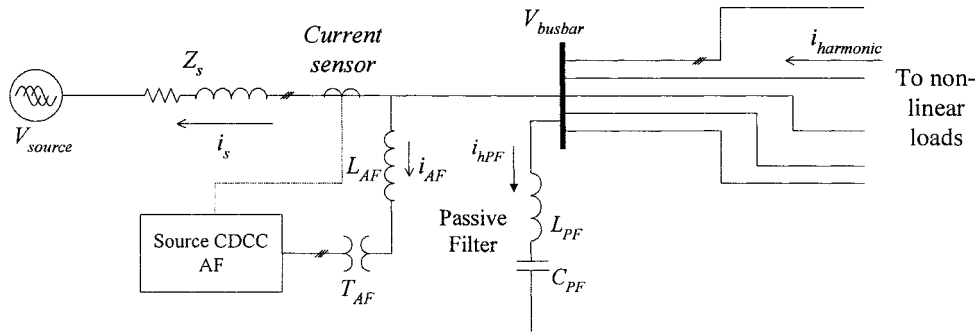 V_busbar
Current
sensor
Z_s
i_harmonic
To non-
linear
loads
V_source
i_s
L_AF
i_AF
i_hPF
Passive
Filter
L_PF
Source CDCC
AF
T_AF
C_PF